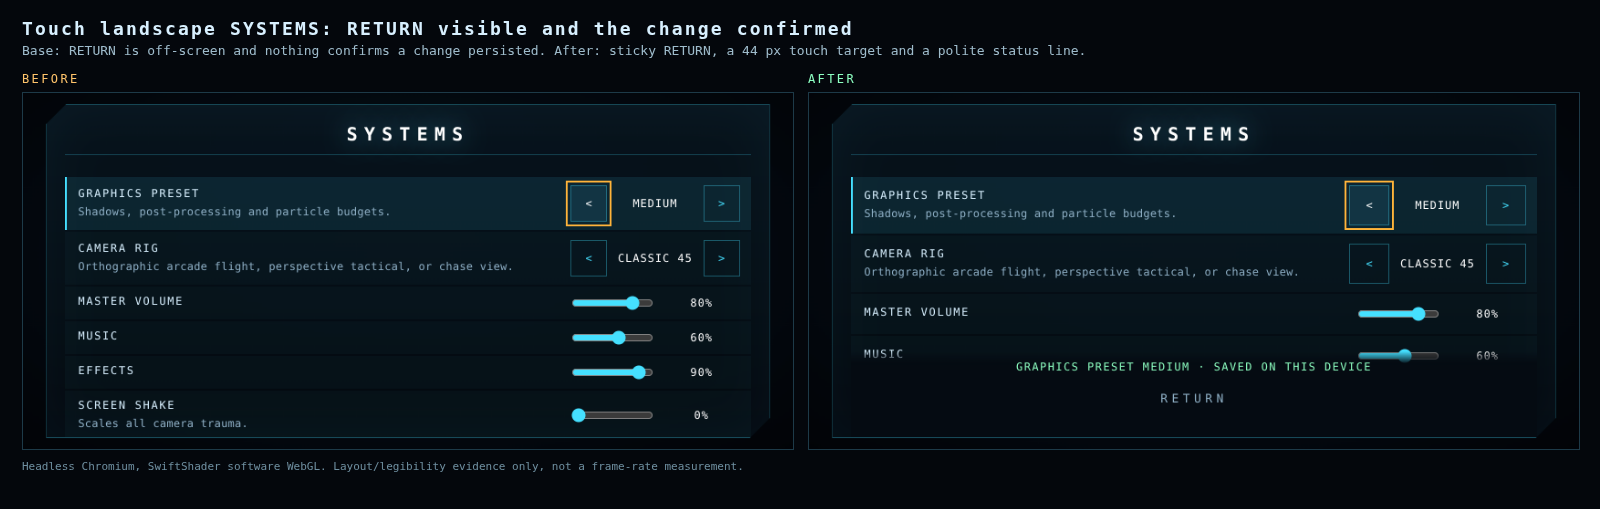 Touch landscape SYSTEMS: RETURN visible and the change confirmed
Base: RETURN is off-screen and nothing confirms a change persisted. After: sticky RETURN, a 44 px touch target and a polite status line.
BEFORE
SYSTEMS
GRAPHICS PRESET
Shadows, post-processing and particle budgets.
< MEDIUM >
CAMERA RIG
Orthographic arcade flight, perspective tactical, or chase view.
< CLASSIC 45 >
MASTER VOLUME 80%
MUSIC 60%
EFFECTS 90%
SCREEN SHAKE
Scales all camera trauma.
0%
AFTER
SYSTEMS
GRAPHICS PRESET
Shadows, post-processing and particle budgets.
< MEDIUM >
CAMERA RIG
Orthographic arcade flight, perspective tactical, or chase view.
< CLASSIC 45 >
MASTER VOLUME 80%
MUSIC 60%
GRAPHICS PRESET MEDIUM · SAVED ON THIS DEVICE
RETURN
Headless Chromium, SwiftShader software WebGL. Layout/legibility evidence only, not a frame-rate measurement.